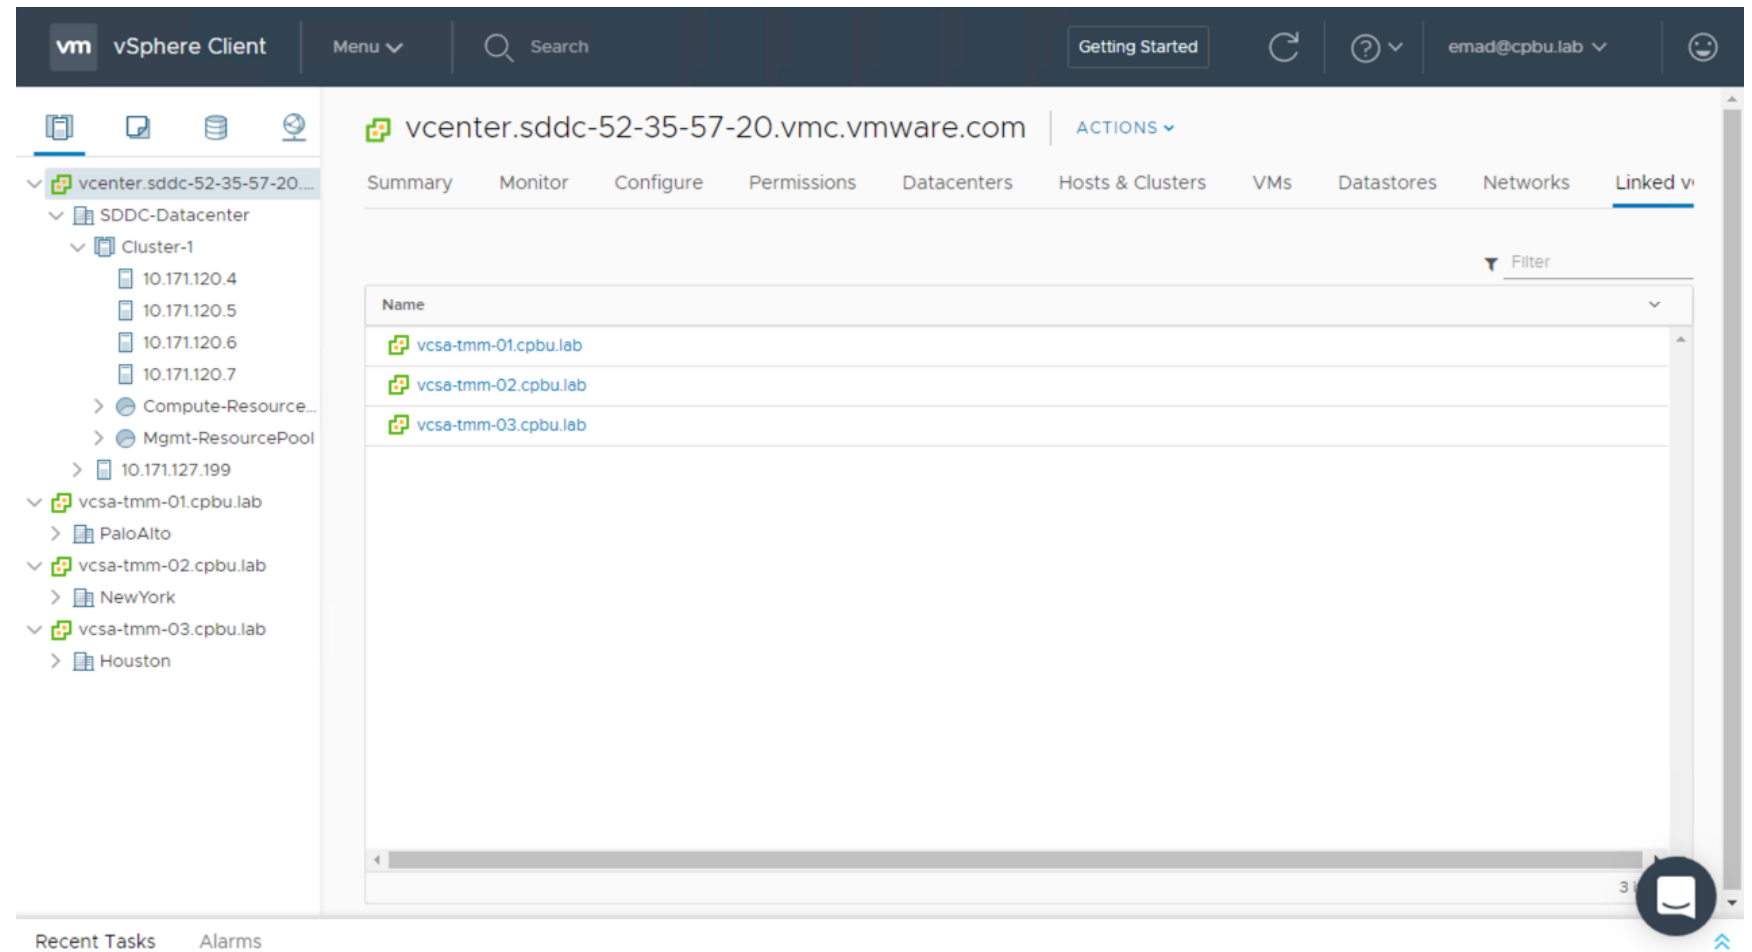 vm vSphere Client Menu Search Getting Started emad@cpbu.lab
vcenter.sddc-52-35-57-20.vmc.vmware.com ACTIONS
Summary Monitor Configure Permissions Datacenters Hosts & Clusters VMs Datastores Networks Linked
Filter
Name
vcsa-tmm-01.cpbu.lab
vcsa-tmm-02.cpbu.lab
vcsa-tmm-03.cpbu.lab
3
vcenter.sddc-52-35-57-20....
SDDC-Datacenter
Cluster-1
10.171.120.4
10.171.120.5
10.171.120.6
10.171.120.7
Compute-Resource...
Mgmt-ResourcePool
10.171.127.199
vcsa-tmm-01.cpbu.lab
PaloAlto
vcsa-tmm-02.cpbu.lab
NewYork
vcsa-tmm-03.cpbu.lab
Houston
Recent Tasks Alarms